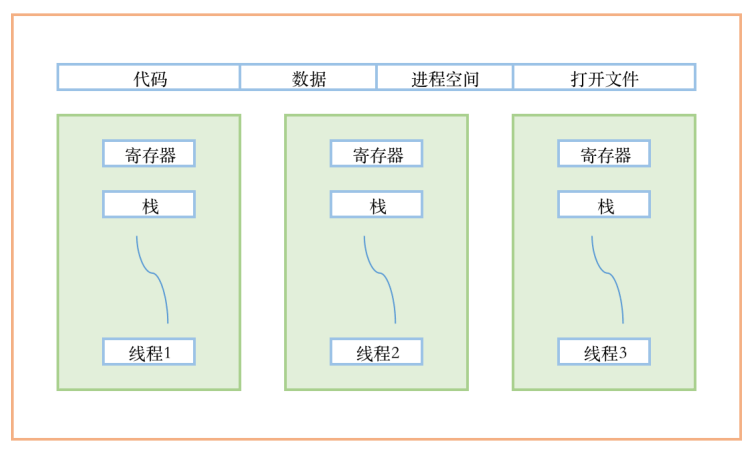 代码 数据 进程空间 打开文件
寄存器 寄存器 寄存器
栈 栈 栈
线程1 线程2 线程3